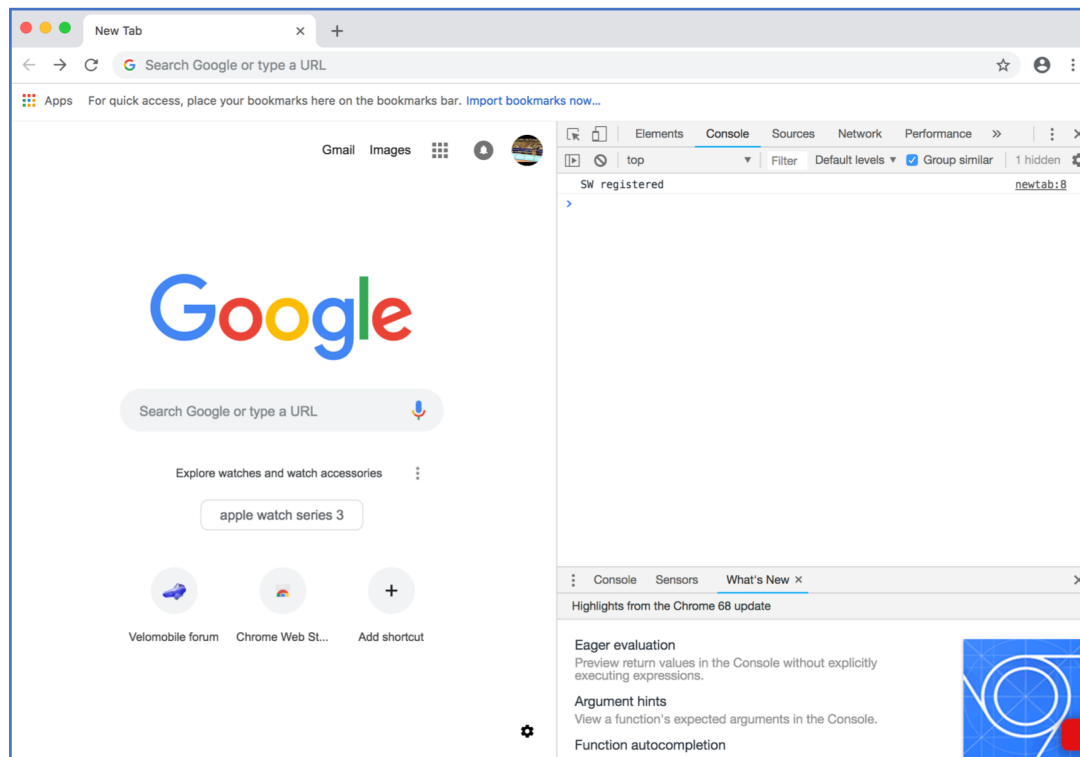 New Tab
Search Google or type a URL
Apps For quick access, place your bookmarks here on the bookmarks bar. Import bookmarks now...
Gmail Images
Google
Search Google or type a URL
Explore watches and watch accessories
apple watch series 3
Velomobile forum Chrome Web St... Add shortcut
Elements Console Sources Network Performance »
top Filter Default levels Group similar 1 hidden
SW registered newtab:8
Console Sensors What's New
Highlights from the Chrome 68 update
Eager evaluation
Preview return values in the Console without explicitly
executing expressions.
Argument hints
View a function's expected arguments in the Console.
Function autocompletion